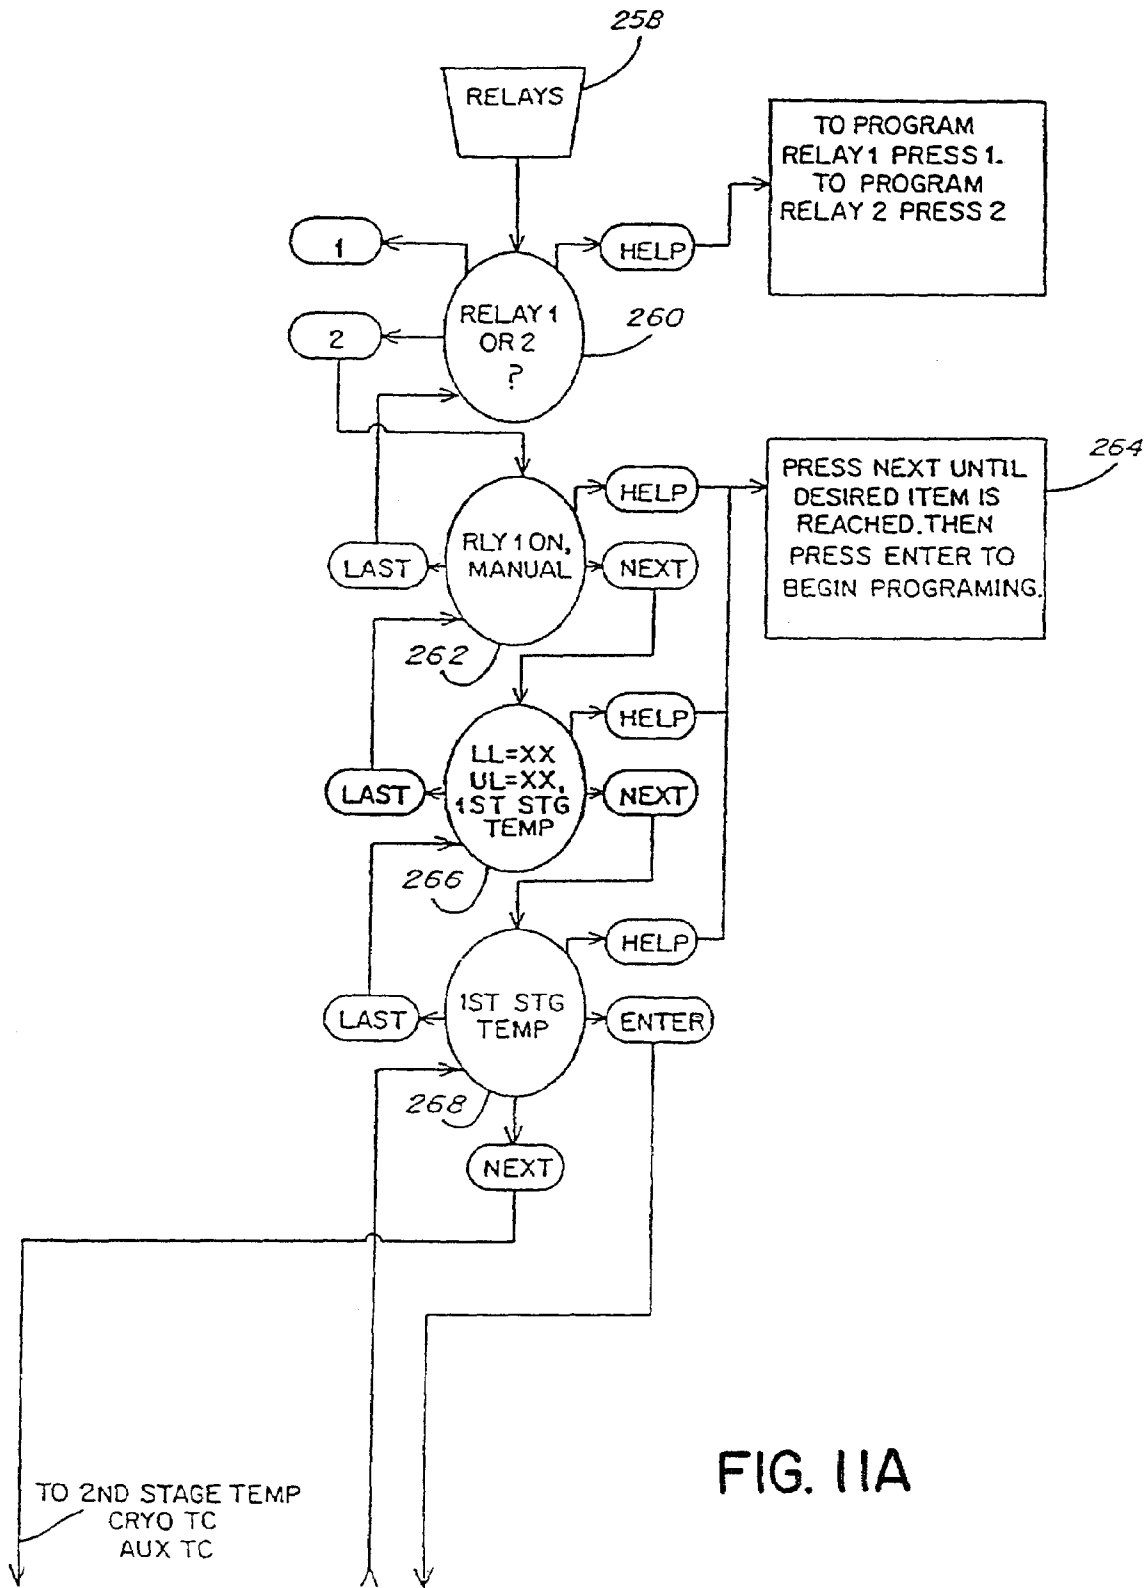 258
RELAYS
TO PROGRAM
RELAY 1 PRESS 1.
TO PROGRAM
RELAY 2 PRESS 2
1
HELP
2
RELAY 1
OR 2
?
260
HELP
PRESS NEXT UNTIL
DESIRED ITEM IS
REACHED. THEN
PRESS ENTER TO
BEGIN PROGRAMING.
264
LAST
RLY 1 ON,
MANUAL
NEXT
262
HELP
LAST
LL=XX
UL=XX,
1ST STG
TEMP
NEXT
266
HELP
LAST
1ST STG
TEMP
ENTER
268
NEXT
TO 2ND STAGE TEMP
CRYO TC
AUX TC
FIG. 11A